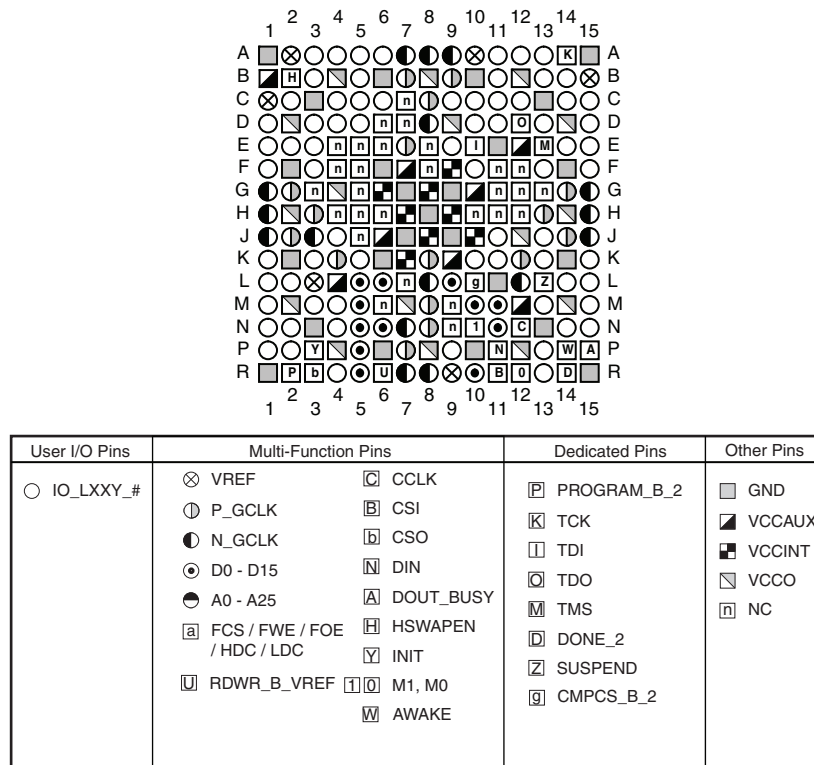 2 4 6 8 10 12 14
1 3 5 7 9 11 13 15
A K A
B H B
C n C
D n n O D
E n n n n I M E
F n n n n n F
G n n n n n G
H n n n n n n H
J n J
K K
L n g Z L
M n n M
N n 1 C N
P Y N W A P
R P b U B 0 D R
2 4 6 8 10 12 14
1 3 5 7 9 11 13 15
User I/O Pins
IO_LXXY_#
Multi-Function Pins
VREF
P_GCLK
N_GCLK
D0 - D15
A0 - A25
a FCS / FWE / FOE
/ HDC / LDC
U RDWR_B_VREF
C CCLK
B CSI
b CSO
N DIN
A DOUT_BUSY
H HSWAPEN
Y INIT
1 0 M1, M0
W AWAKE
Dedicated Pins
P PROGRAM_B_2
K TCK
I TDI
O TDO
M TMS
D DONE_2
Z SUSPEND
g CMPCS_B_2
Other Pins
GND
VCCAUX
VCCINT
VCCO
n NC